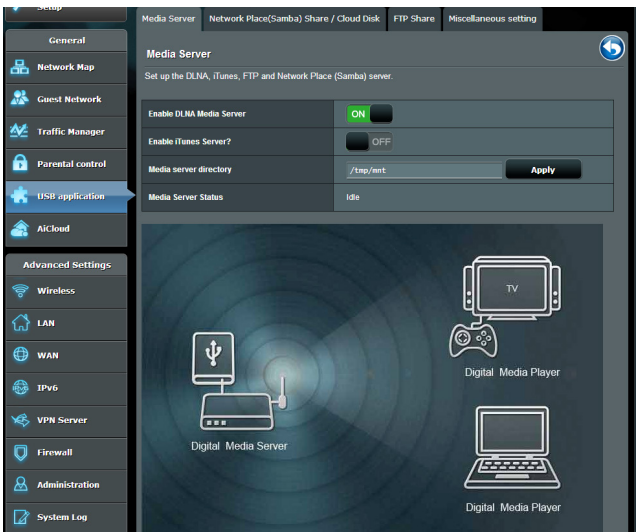 Setup
General
Network Map
Guest Network
Traffic Manager
Parental control
USB application
AiCloud
Advanced Settings
Wireless
LAN
WAN
IPv6
VPN Server
Firewall
Administration
System Log
Media Server
Network Place(Samba) Share / Cloud Disk
FTP Share
Miscellaneous setting
Media Server
Set up the DLNA, iTunes, FTP and Network Place (Samba) server.
Enable DLNA Media Server ON
Enable iTunes Server? OFF
Media server directory /tmp/mnt Apply
Media Server Status Idle
TV
Digital Media Player
Digital Media Server
Digital Media Player